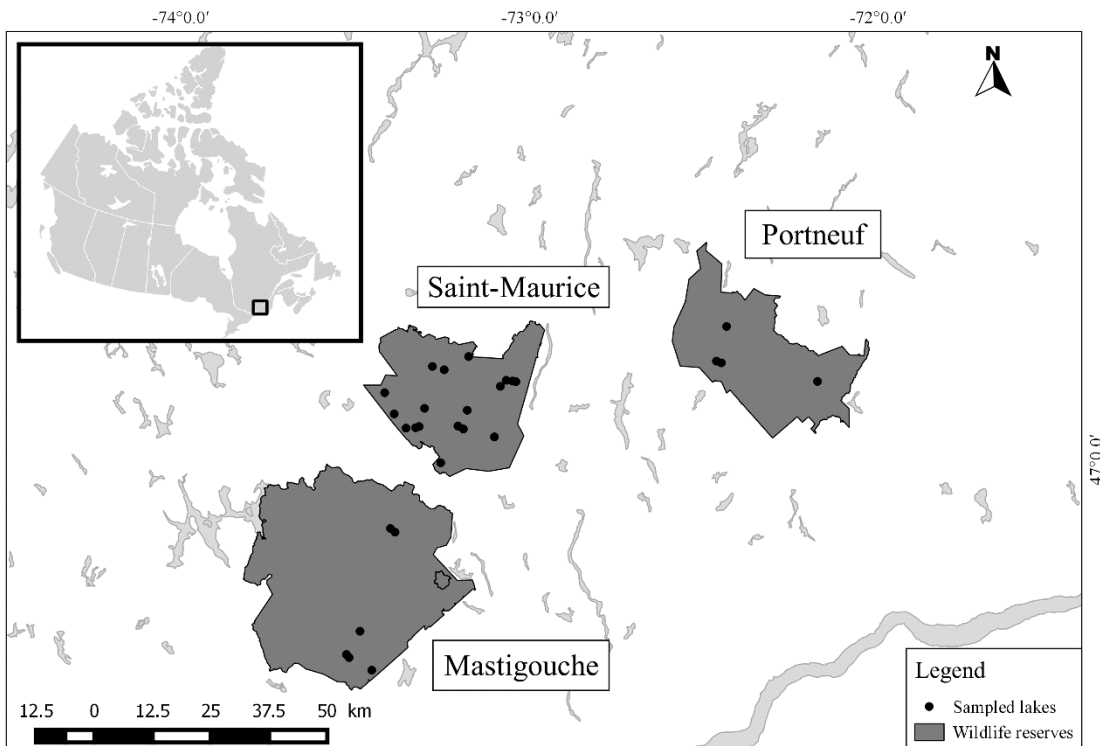 -74°0.0′ -73°0.0′ -72°0.0′
N
Portneuf
Saint-Maurice
47°0.0′
Mastigouche
Legend
Sampled lakes
Wildlife reserves
12.5 0 12.5 25 37.5 50 km